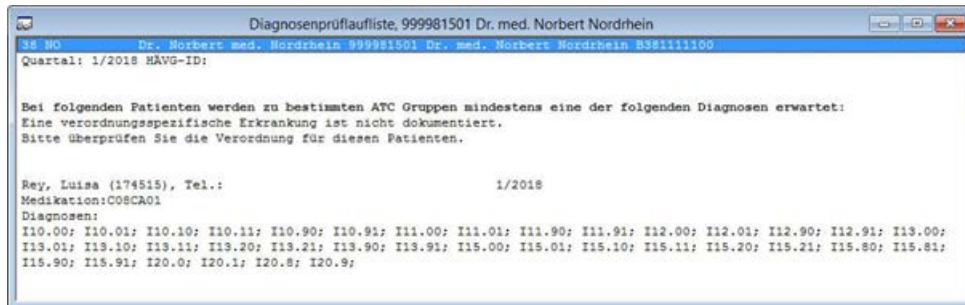 Diagnosenprüflaufliste, 999981501 Dr. med. Norbert Nordrhein
38 NO Dr. Norbert med. Nordrhein 999981501 Dr. med. Norbert Nordrhein B381111100
Quartal: 1/2018 HÄVG-ID:
Bei folgenden Patienten werden zu bestimmten ATC Gruppen mindestens eine der folgenden Diagnosen erwartet:
Eine verordnungsspezifische Erkrankung ist nicht dokumentiert.
Bitte überprüfen Sie die Verordnung für diesen Patienten.
Rey, Luisa (174515), Tel.: 1/2018
Medikation:C08CA01
Diagnosen:
I10.00; I10.01; I10.10; I10.11; I10.90; I10.91; I11.00; I11.01; I11.90; I11.91; I12.00; I12.01; I12.90; I12.91; I13.00;
I13.01; I13.10; I13.11; I13.20; I13.21; I13.90; I13.91; I15.00; I15.01; I15.10; I15.11; I15.20; I15.21; I15.80; I15.81;
I15.90; I15.91; I20.0; I20.1; I20.8; I20.9;